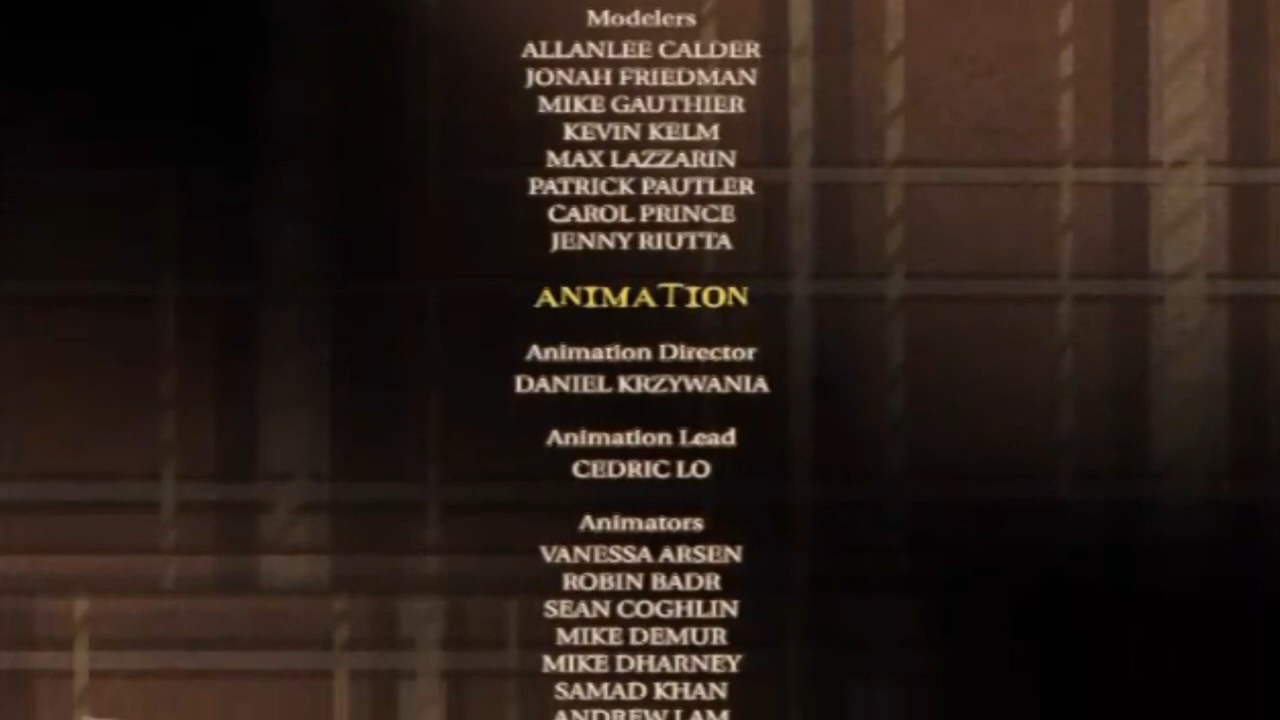 Modelers
ALLANLEE CALDER
JONAH FRIEDMAN
MIKE GAUTHIER
KEVIN KELM
MAX LAZZARIN
PATRICK PAUTLER
CAROL PRINCE
JENNY RIUTTA
ANIMATION
Animation Director
DANIEL KRZYWANIA
Animation Lead
CEDRIC LO
Animators
VANESSA ARSEN
ROBIN BADR
SEAN COGHLIN
MIKE DEMUR
MIKE DHARNEY
SAMAD KHAN
ANDREW LAM